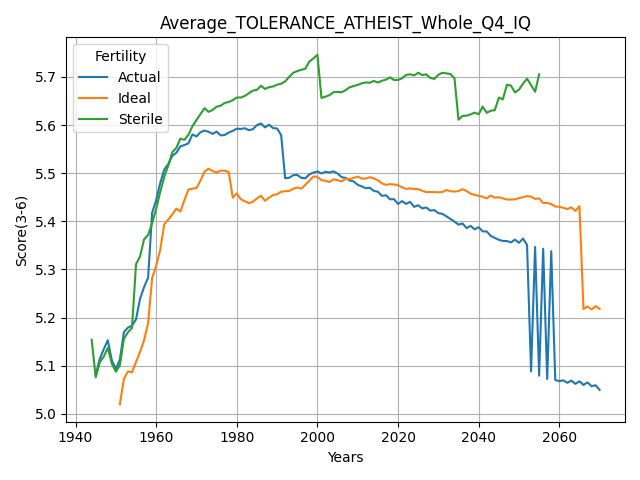 Average_TOLERANCE_ATHEIST_Whole_Q4_IQ
Fertility
Actual
Ideal
Sterile
Score(3-6)
5.7
5.6
5.5
5.4
5.3
5.2
5.1
5.0
1940 1960 1980 2000 2020 2040 2060
Years